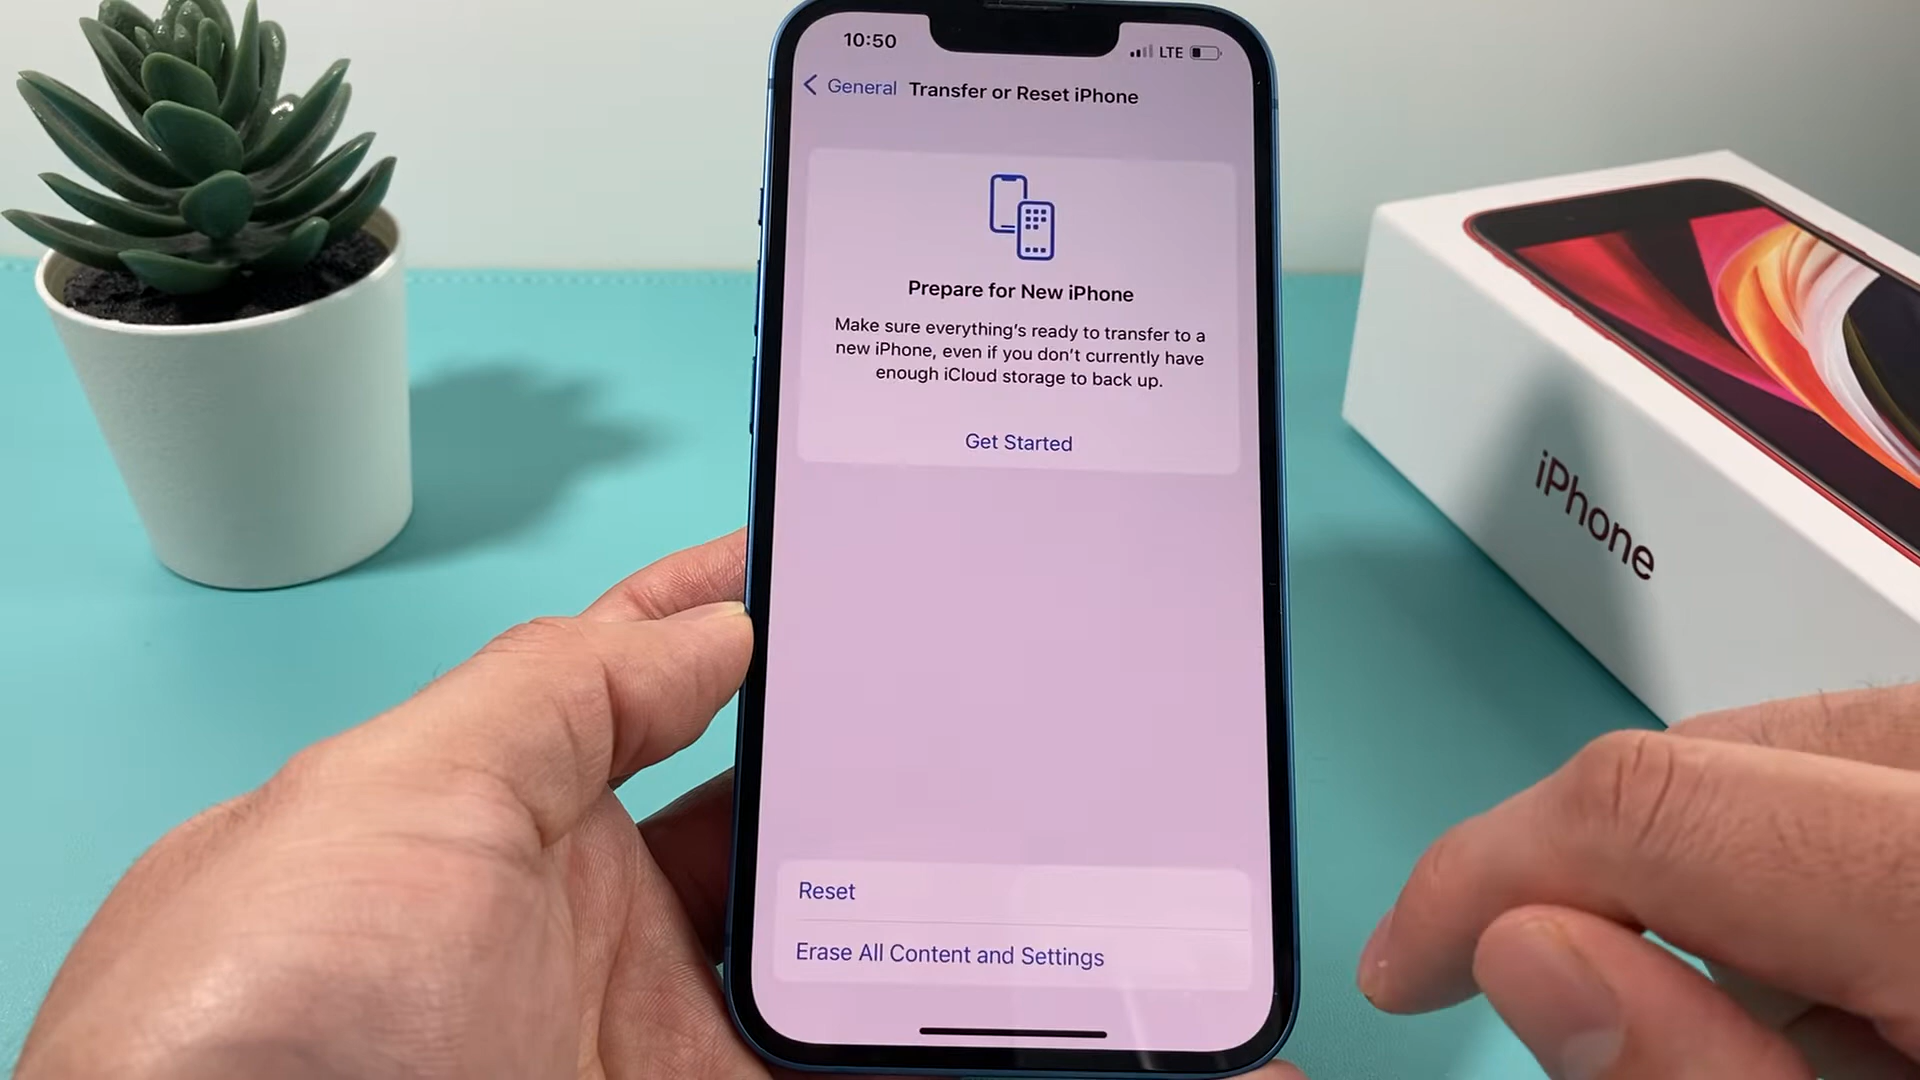 10:50
LTE
General Transfer or Reset iPhone
Prepare for New iPhone
Make sure everything's ready to transfer to a
new iPhone, even if you don't currently have
enough iCloud storage to back up.
Get Started
Reset
Erase All Content and Settings
iPhone